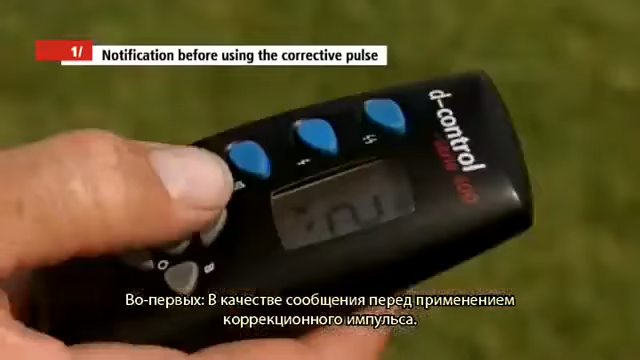 1/
Notification before using the corrective pulse
d-control
Во-первых: В качестве сообщения перед применением
коррекционного импульса.